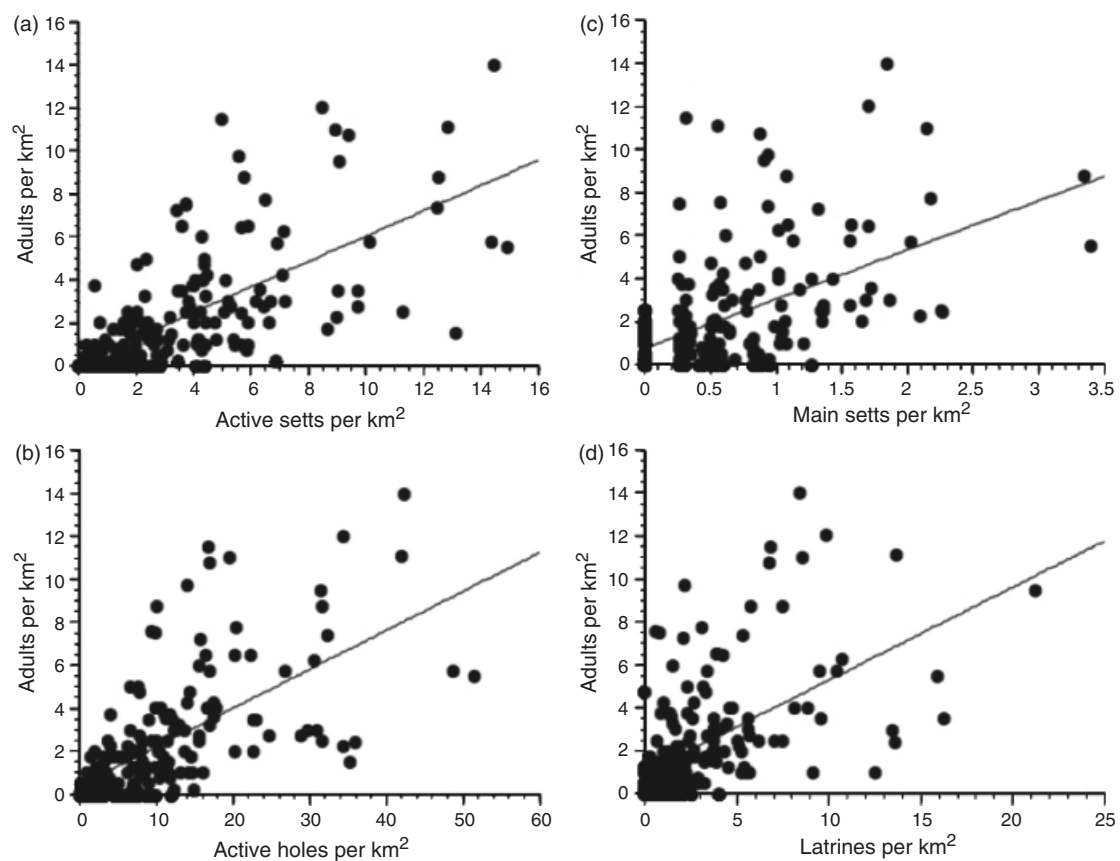 (a)
16
14
12
10
8
6
4
2
0
Adults per km²
0 2 4 6 8 10 12 14 16
Active setts per km²
(c)
16
14
12
10
8
6
4
2
0
Adults per km²
0 0.5 1 1.5 2 2.5 3 3.5
Main setts per km²
(b)
16
14
12
10
8
6
4
2
0
Adults per km²
0 10 20 30 40 50 60
Active holes per km²
(d)
16
14
12
10
8
6
4
2
0
Adults per km²
0 5 10 15 20 25
Latrines per km²